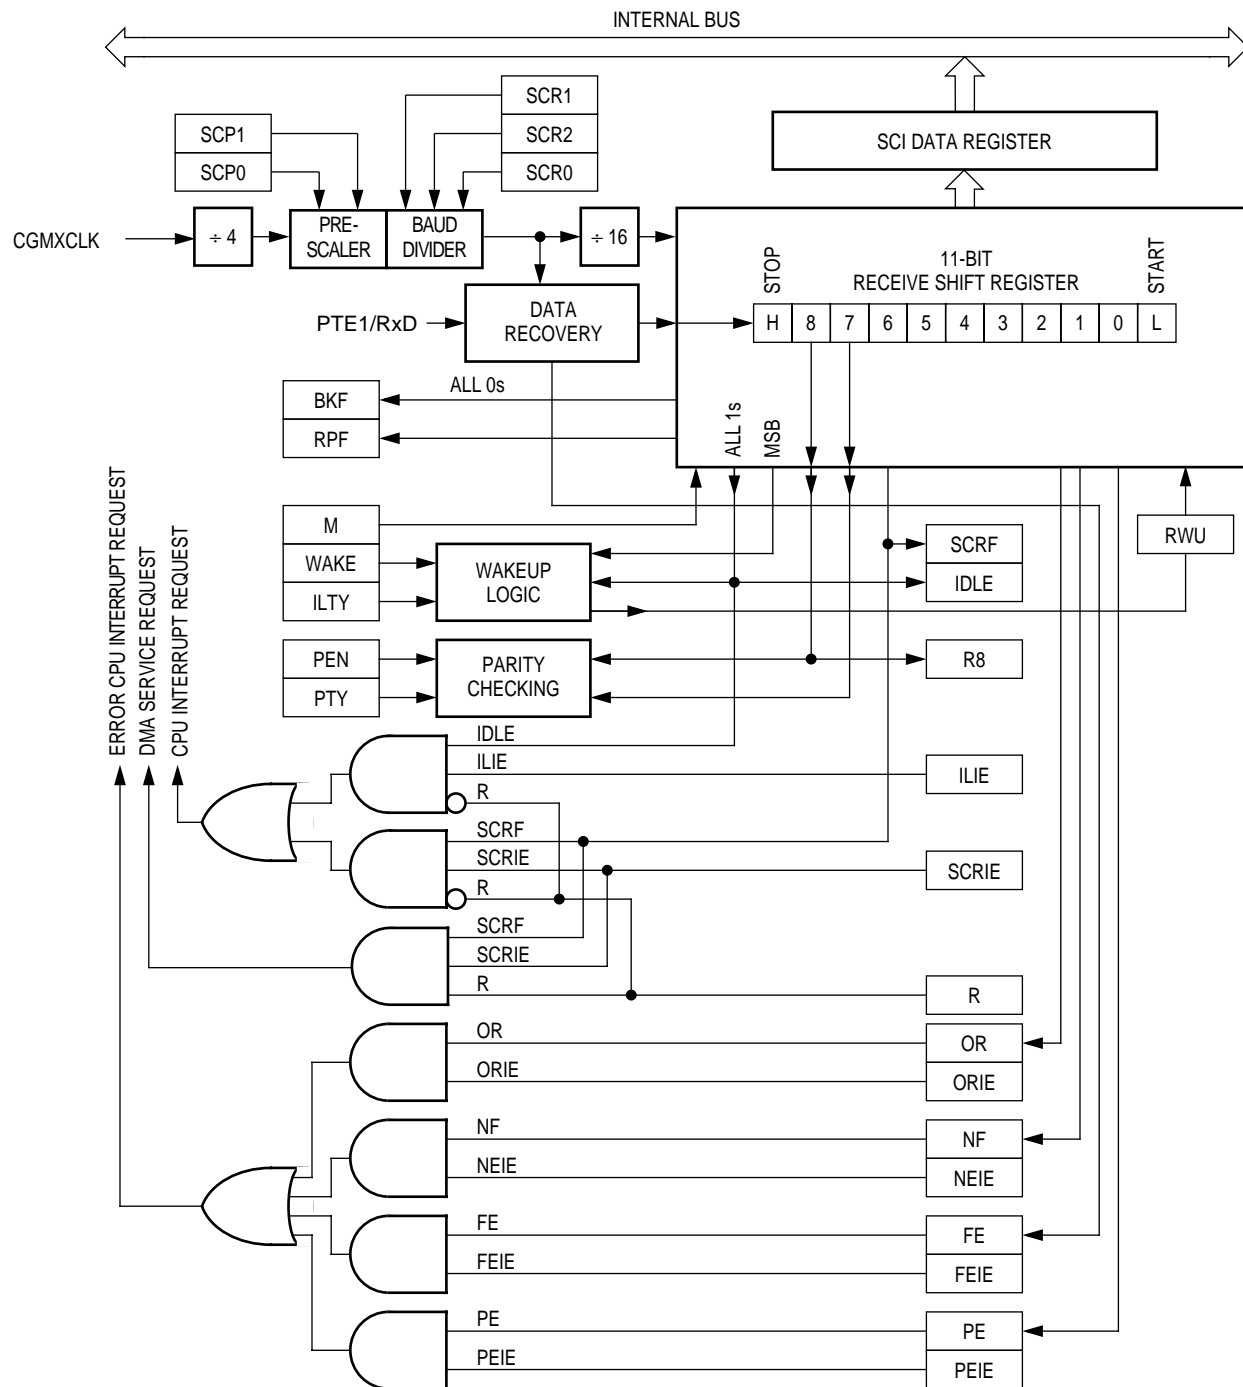 INTERNAL BUS
SCR1
SCR2
SCR0
SCP1
SCP0
SCI DATA REGISTER
CGMXCLK
÷ 4
PRE-
SCALER
BAUD
DIVIDER
÷ 16
11-BIT
RECEIVE SHIFT REGISTER
STOP
START
H 8 7 6 5 4 3 2 1 0 L
PTE1/RxD
DATA
RECOVERY
ALL 0s
BKF
RPF
ALL 1s
MSB
M
WAKE
ILTY
WAKEUP
LOGIC
SCRF
IDLE
RWU
PEN
PTY
PARITY
CHECKING
R8
ERROR CPU INTERRUPT REQUEST
DMA SERVICE REQUEST
CPU INTERRUPT REQUEST
IDLE
ILIE
R
ILIE
SCRF
SCRIE
R
SCRIE
SCRF
SCRIE
R
R
OR
ORIE
OR
ORIE
NF
NEIE
NF
NEIE
FE
FEIE
FE
FEIE
PE
PEIE
PE
PEIE